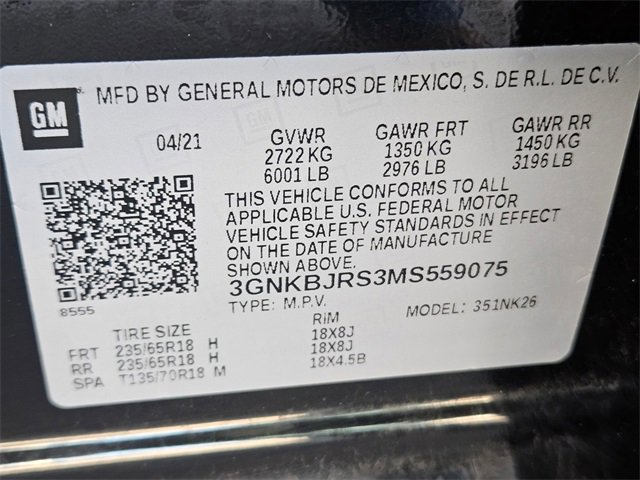 GM
MFD BY GENERAL MOTORS DE MEXICO, S. DE R.L. DE C.V.
04/21 GVWR GAWR FRT GAWR RR
2722 KG 1350 KG 1450 KG
6001 LB 2976 LB 3196 LB
THIS VEHICLE CONFORMS TO ALL
APPLICABLE U.S. FEDERAL MOTOR
VEHICLE SAFETY STANDARDS IN EFFECT
ON THE DATE OF MANUFACTURE
SHOWN ABOVE.
3GNKBJRS3MS559075
8555 TYPE: M.P.V. MODEL: 351NK26
TIRE SIZE RIM
FRT 235/65R18 H 18X8J
RR 235/65R18 H 18X8J
SPA T135/70R18 M 18X4.5B